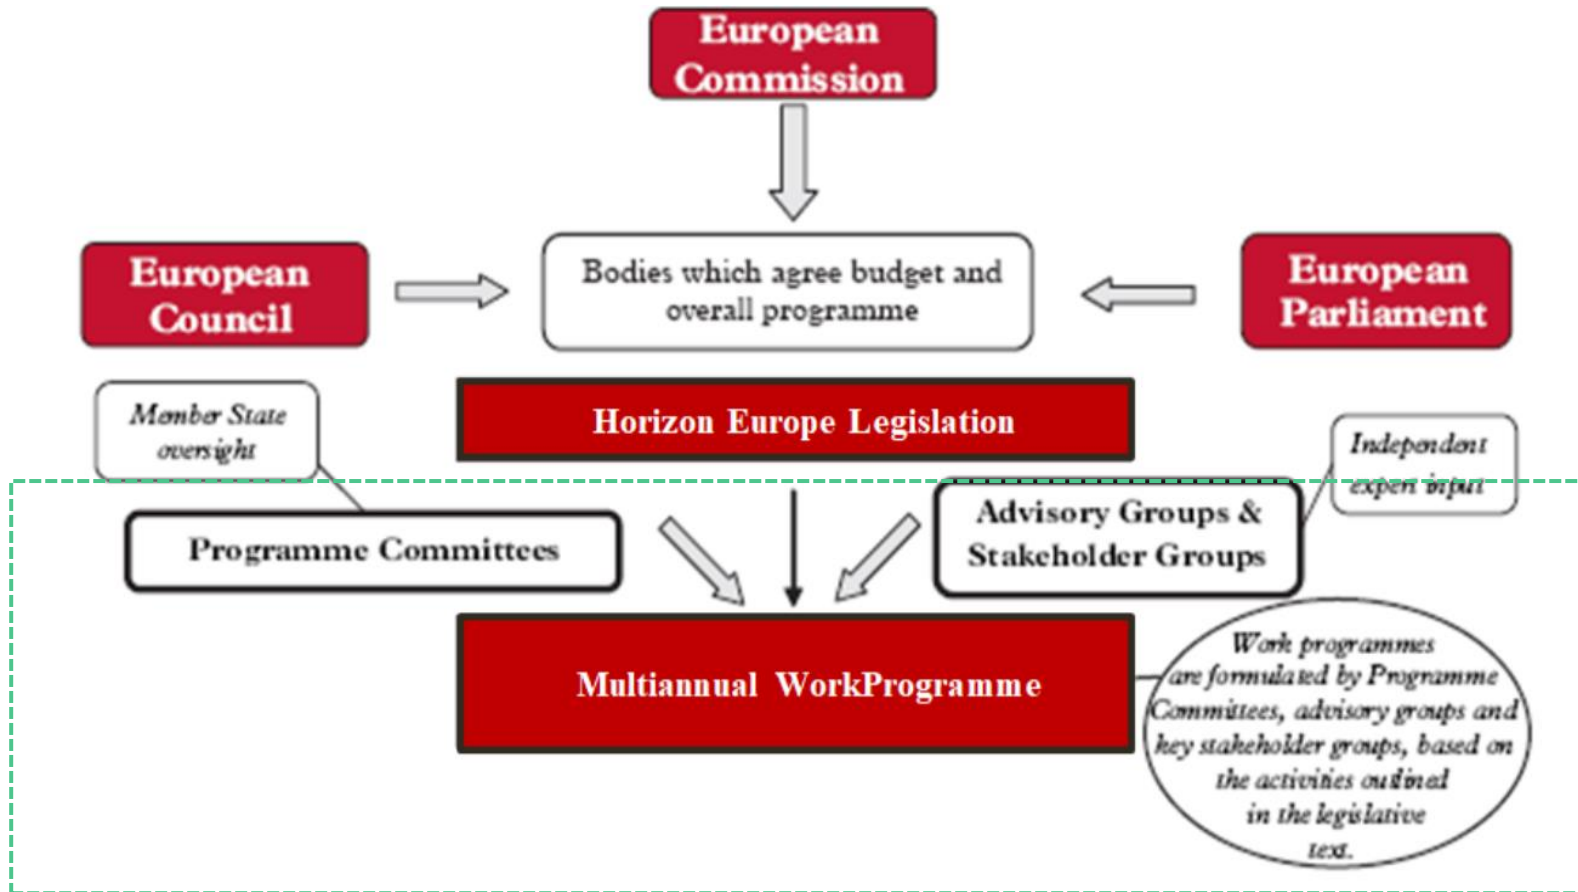 European
Commission
European
Council
Bodies which agree budget and
overall programme
European
Parliament
Member State
oversight
Horizon Europe Legislation
Independent
expert input
Programme Committees
Advisory Groups &
Stakeholder Groups
Multiannual WorkProgramme
Work programmes
are formulated by Programme
Committees, advisory groups and
key stakeholder groups, based on
the activities outlined
in the legislative
text.